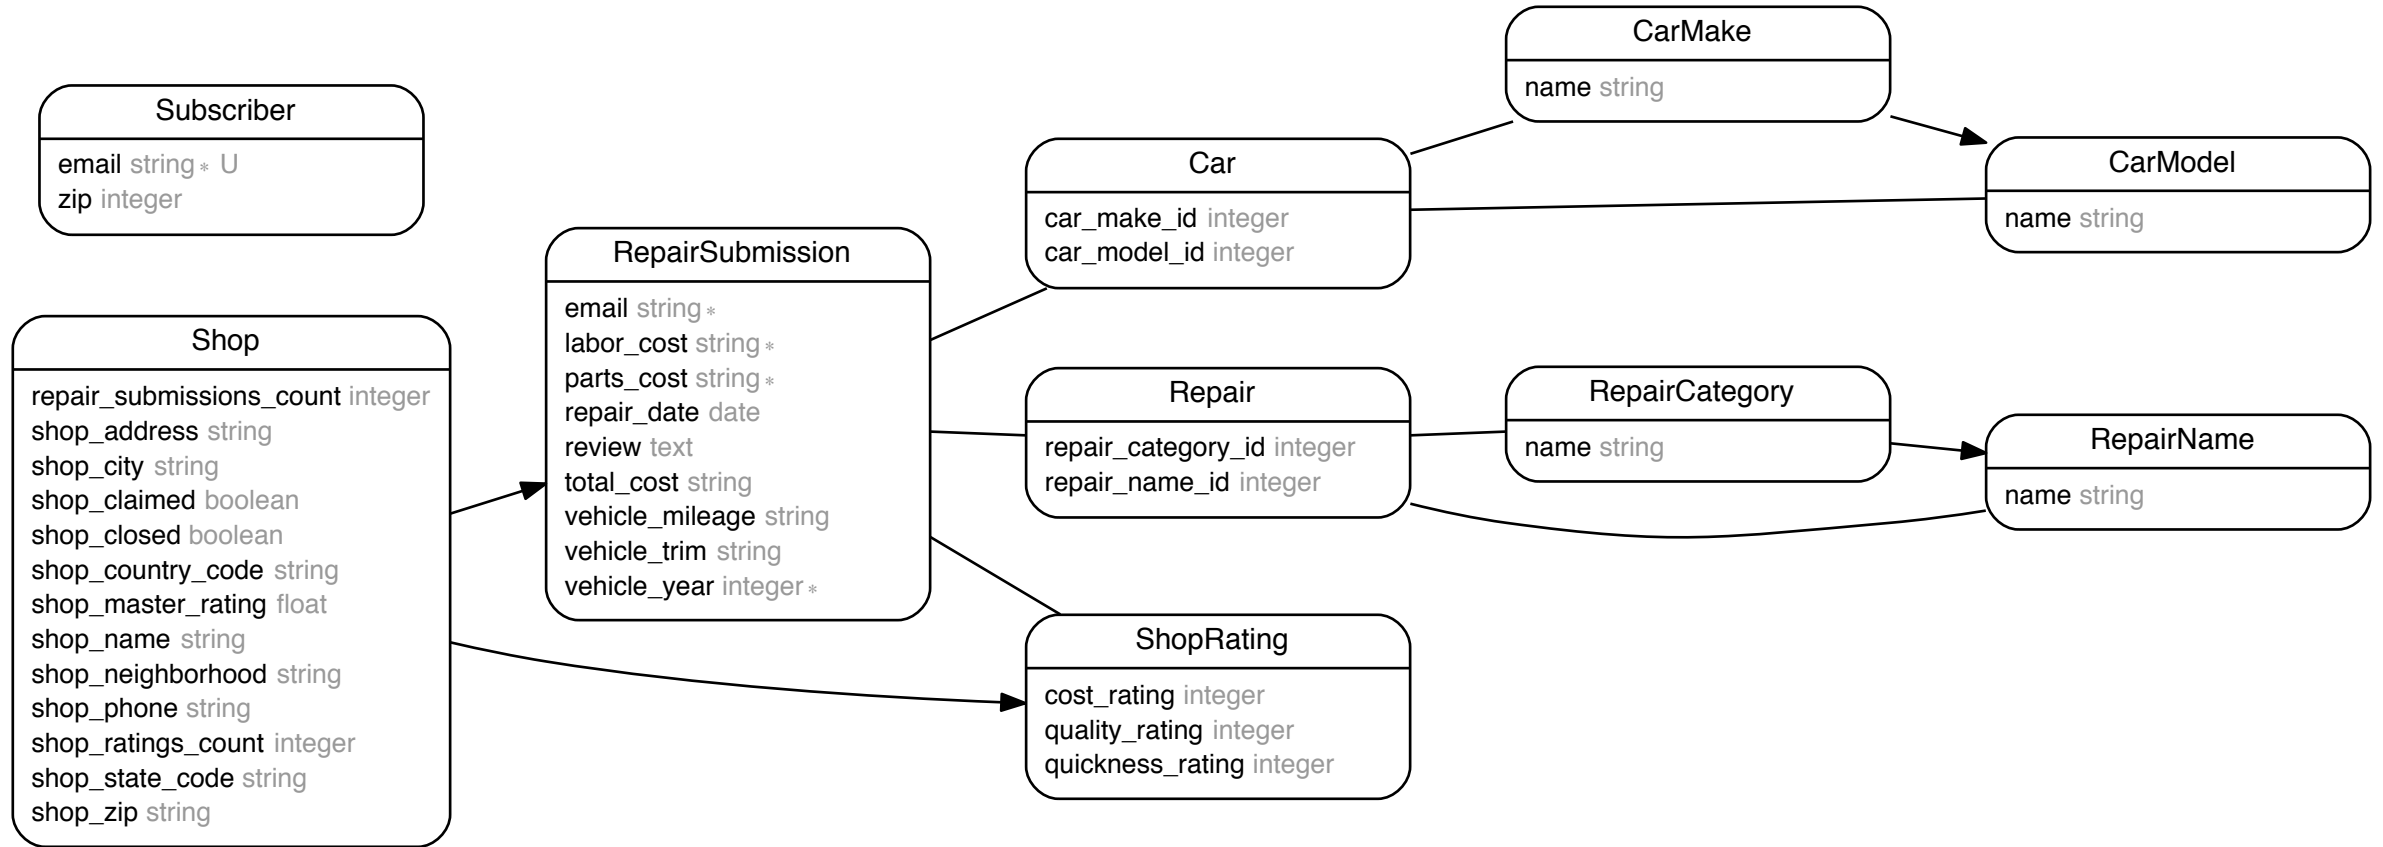 Subscriber
email string* U
zip integer
Shop
repair_submissions_count integer
shop_address string
shop_city string
shop_claimed boolean
shop_closed boolean
shop_country_code string
shop_master_rating float
shop_name string
shop_neighborhood string
shop_phone string
shop_ratings_count integer
shop_state_code string
shop_zip string
RepairSubmission
email string*
labor_cost string*
parts_cost string*
repair_date date
review text
total_cost string
vehicle_mileage string
vehicle_trim string
vehicle_year integer*
Car
car_make_id integer
car_model_id integer
Repair
repair_category_id integer
repair_name_id integer
ShopRating
cost_rating integer
quality_rating integer
quickness_rating integer
CarMake
name string
RepairCategory
name string
CarModel
name string
RepairName
name string